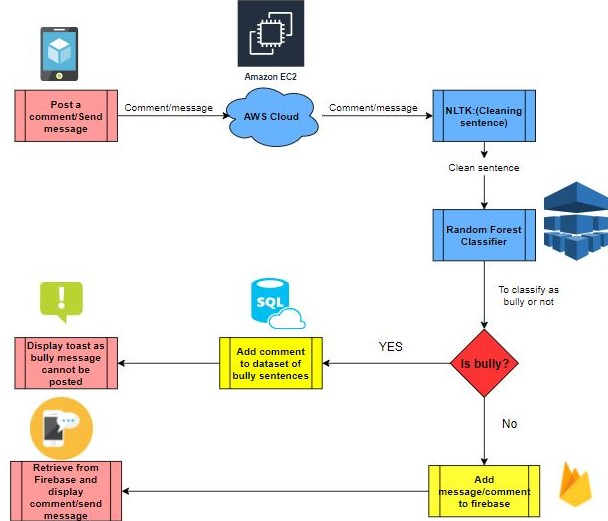 Amazon EC2
Post a
comment/Send
message
Comment/message
AWS Cloud
Comment/message
NLTK:(Cleaning
sentence)
Clean sentence
Random Forest
Classifier
To classify as
bully or not
SQL
Display toast as
bully message
cannot be
posted
Add comment
to dataset of
bully sentences
YES
Is bully?
No
Retrieve from
Firebase and
display
comment/send
message
Add
message/comment
to firebase